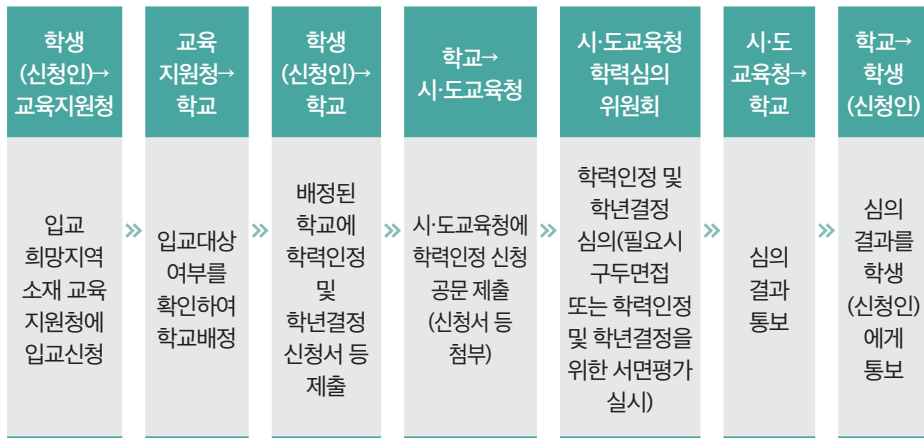 학생
(신청인)→
교육지원청
입교
희망지역
소재 교육
지원청에
입교신청
»
교육
지원청→
학교
입교대상
여부를
확인하여
학교배정
»
학생
(신청인)→
학교
배정된
학교에
학력인정
및
학년결정
신청서 등
제출
»
학교→
시·도교육청
시·도교육청에
학력인정 신청
공문 제출
(신청서 등
첨부)
»
시·도교육청
학력심의
위원회
학력인정 및
학년결정
심의(필요시
구두면접
또는 학력인정
및 학년결정을
위한 서면평가
실시)
»
시·도
교육청→
학교
심의
결과
통보
»
학교→
학생
(신청인)
심의
결과를
학생
(신청인)
에게
통보